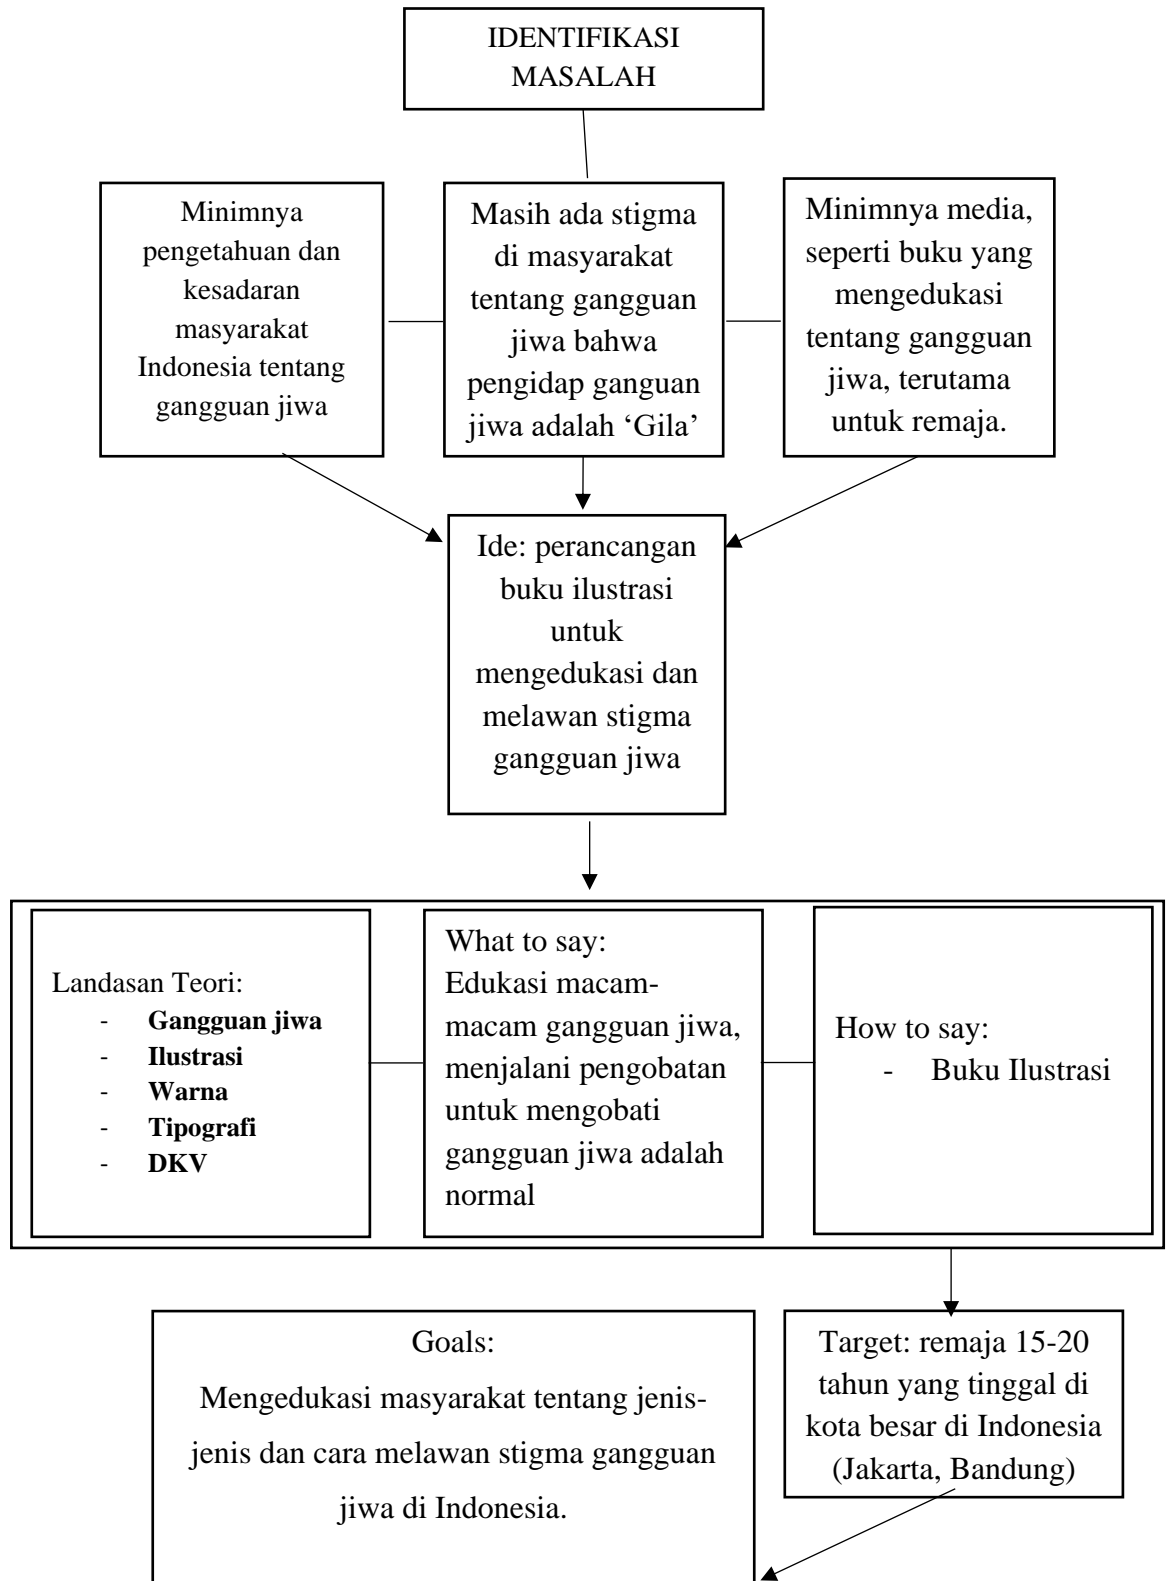 IDENTIFIKASI
MASALAH
Minimnya
pengetahuan dan
kesadaran
masyarakat
Indonesia tentang
gangguan jiwa
Masih ada stigma
di masyarakat
tentang gangguan
jiwa bahwa
pengidap ganguan
jiwa adalah ‘Gila’
Minimnya media,
seperti buku yang
mengedukasi
tentang gangguan
jiwa, terutama
untuk remaja.
Ide: perancangan
buku ilustrasi
untuk
mengedukasi dan
melawan stigma
gangguan jiwa
Landasan Teori:
- Gangguan jiwa
- Ilustrasi
- Warna
- Tipografi
- DKV
What to say:
Edukasi macam-
macam gangguan jiwa,
menjalani pengobatan
untuk mengobati
gangguan jiwa adalah
normal
How to say:
- Buku Ilustrasi
Target: remaja 15-20
tahun yang tinggal di
kota besar di Indonesia
(Jakarta, Bandung)
Goals:
Mengedukasi masyarakat tentang jenis-
jenis dan cara melawan stigma gangguan
jiwa di Indonesia.